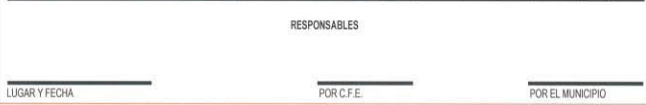 RESPONSABLES
LUGAR Y FECHA
POR C.F.E.
POR EL MUNICIPIO